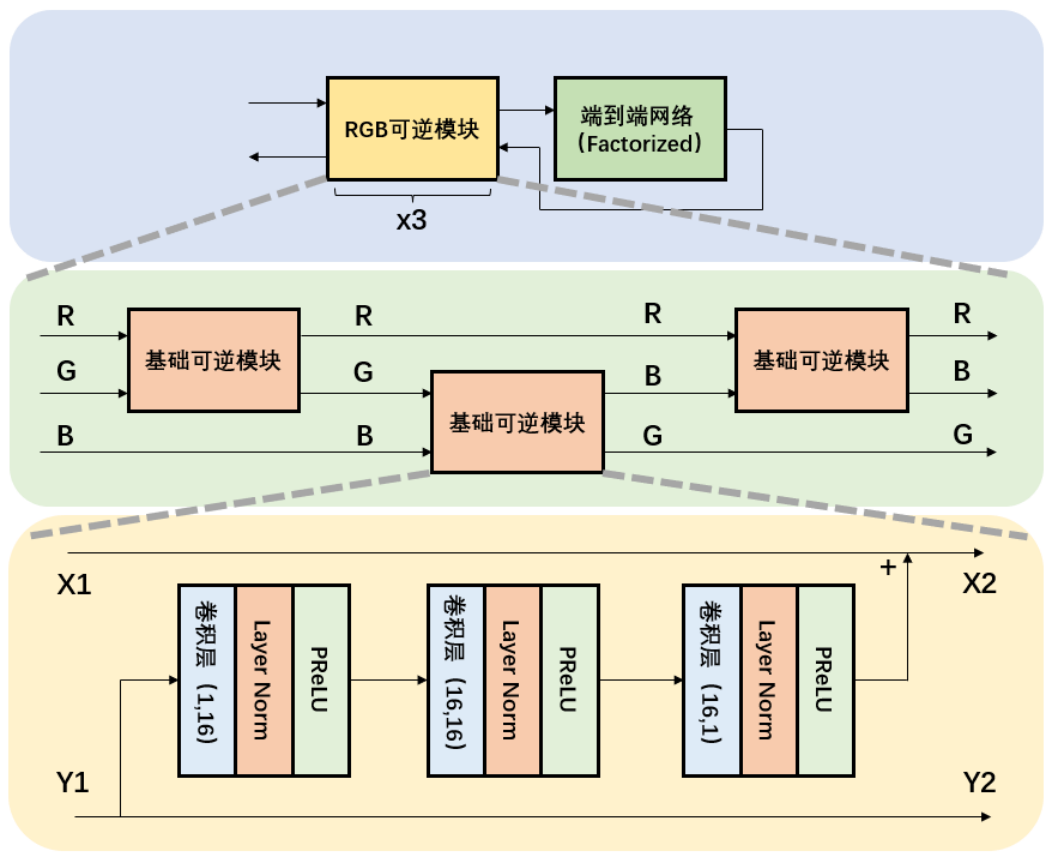 RGB可逆模块
端到端网络
（Factorized）
x3
R
R
R
R
基础可逆模块
基础可逆模块
G
G
B
B
基础可逆模块
B
B
G
G
X1
+
X2
卷积层（1,16)
Layer Norm
PReLU
卷积层（16,16)
Layer Norm
PReLU
卷积层（16,1)
Layer Norm
PReLU
Y1
Y2